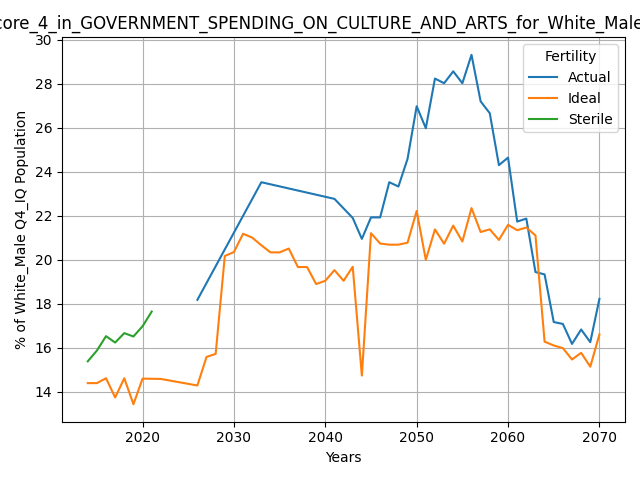 core_4_in_GOVERNMENT_SPENDING_ON_CULTURE_AND_ARTS_for_White_Male
Fertility
Actual
Ideal
Sterile
% of White_Male Q4_IQ Population
30
28
26
24
22
20
18
16
14
2020
2030
2040
2050
2060
2070
Years